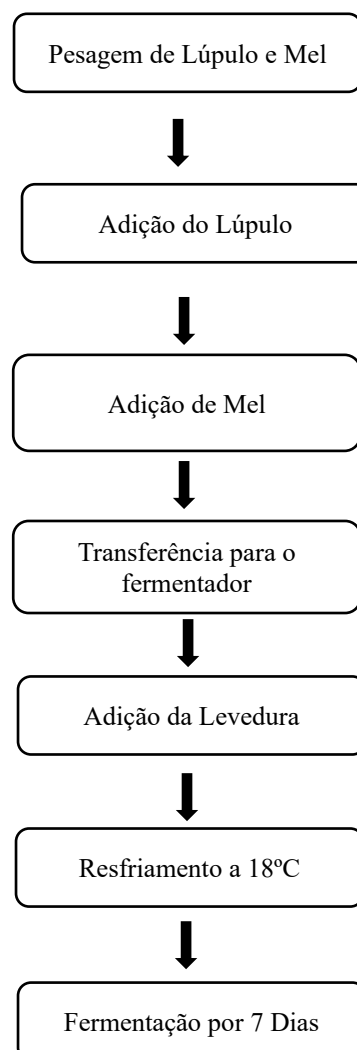 Pesagem de Lúpulo e Mel
Adição do Lúpulo
Adição de Mel
Transferência para o
fermentador
Adição da Levedura
Resfriamento a 18ºC
Fermentação por 7 Dias